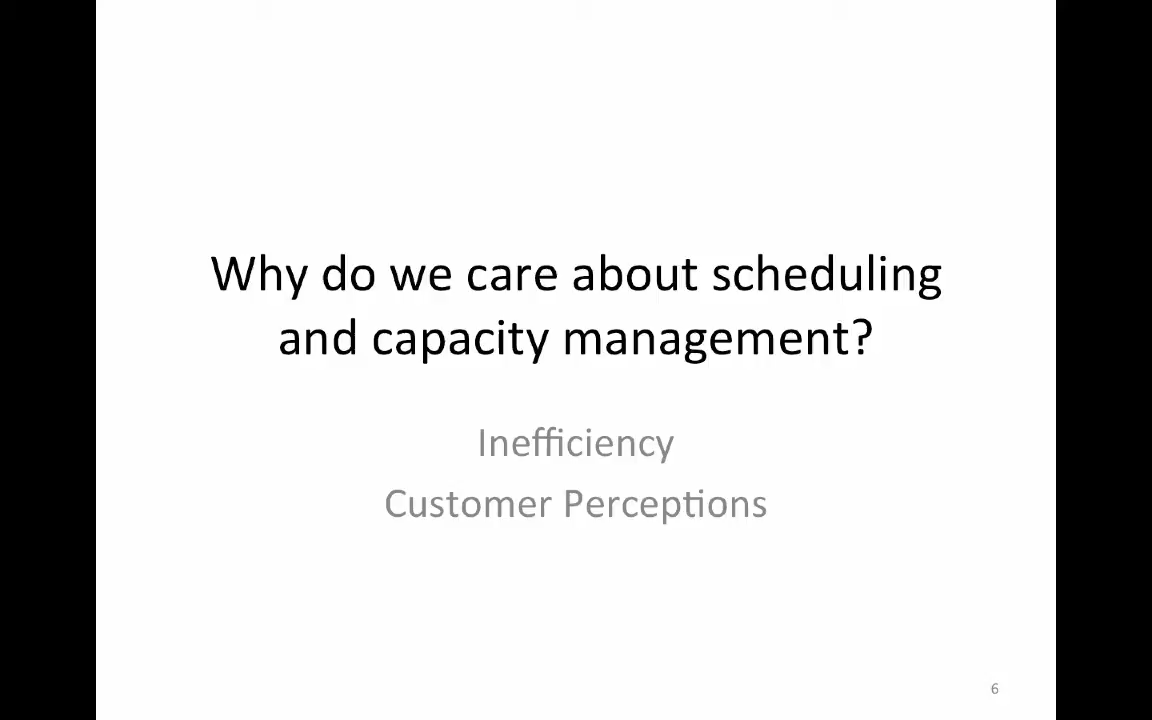 Why do we care about scheduling
and capacity management?
Inefficiency
Customer Perceptions
6